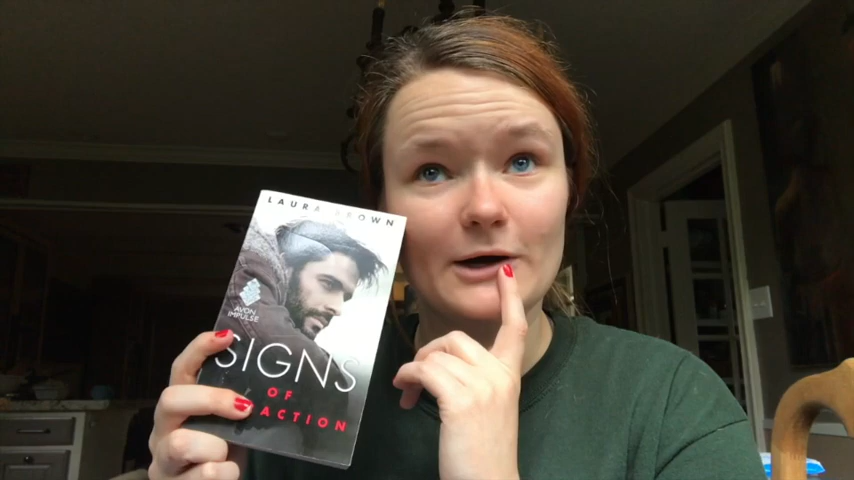 LAURA BROWN
AVON
IMPULSE
SIGNS
OF
ACTION